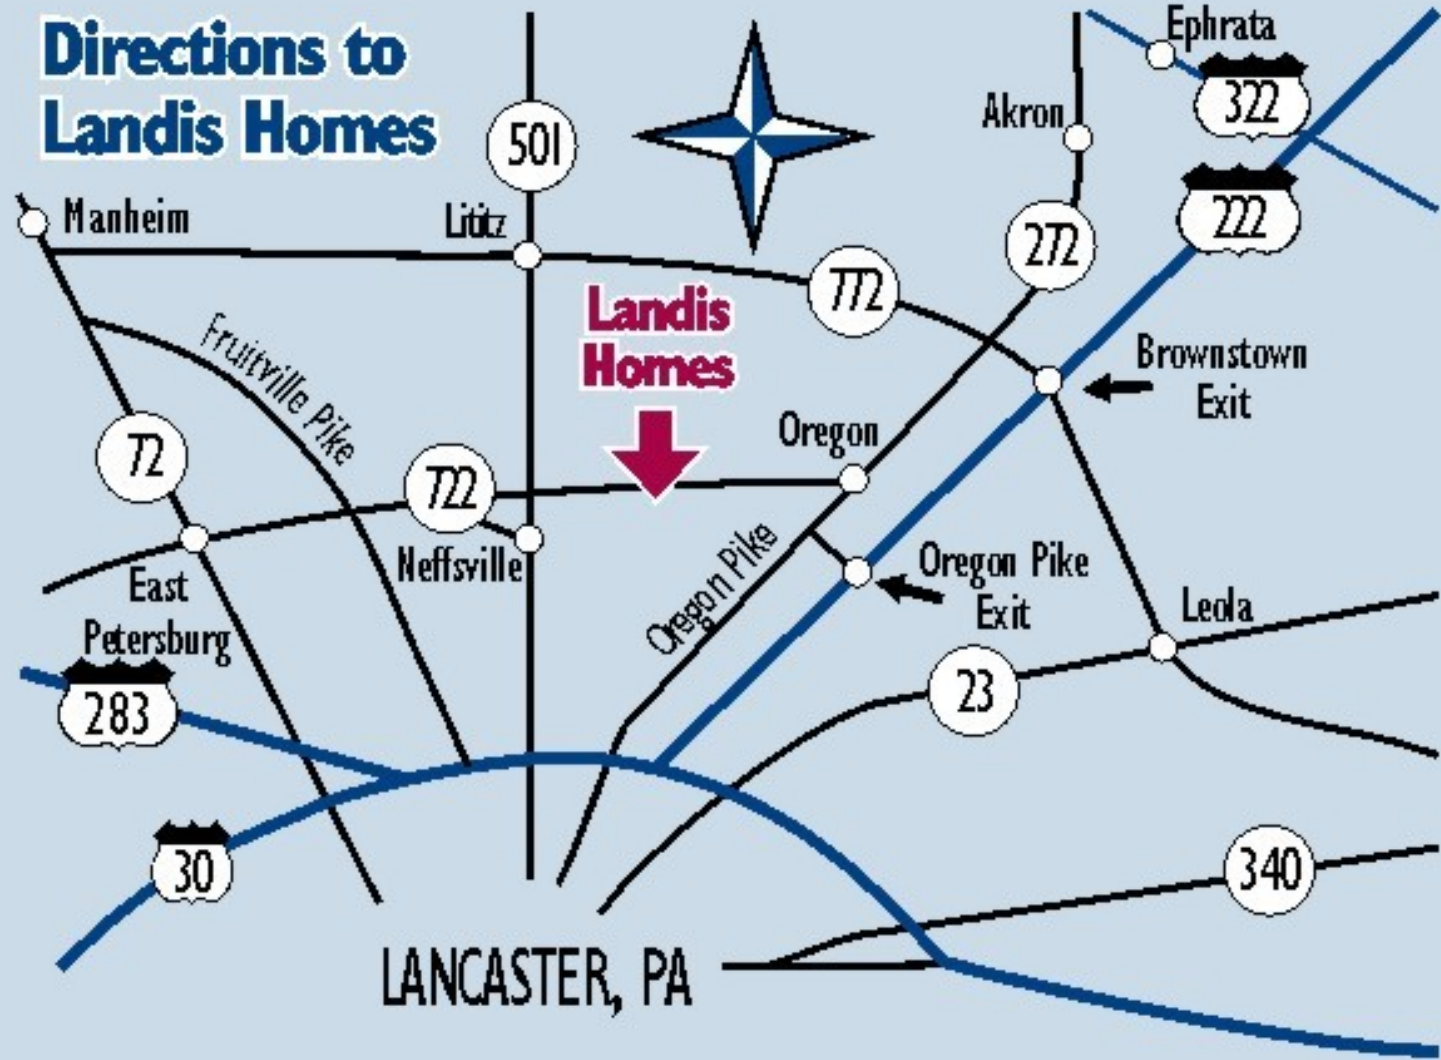 Directions to
Landis Homes
Ephrata
322
Akron
501
222
Manheim
Lititz
272
772
Landis
Homes
Fruitville Pike
Brownstown
Exit
Oregon
72
722
Neffsville
Oregon Pike
Oregon Pike
Exit
East
Petersburg
Leola
283
23
30
340
LANCASTER, PA